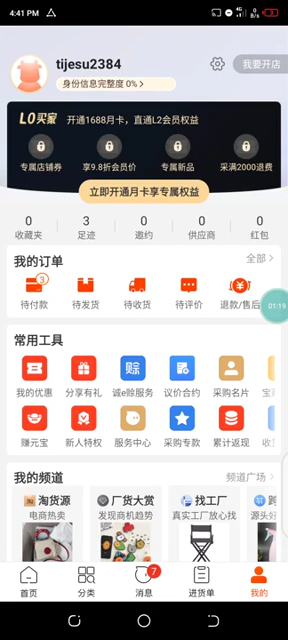 4:41 PM
4G
0
B/s
tijesu2384
我要开店
身份信息完整度 0% >
L0买家 开通1688月卡，直通L2会员权益
专属店铺券 享9.8折会员价 专属新品 采满2000退费
立即开通月卡享专属权益
0 3 0 0 0
收藏夹 足迹 邀约 供应商 红包
我的订单 全部 >
3
待付款 待发货 待收货 待评价 退款/售后
01:19
常用工具
赊
我的优惠 分享有礼 诚e赊服务 议价合约 采购名片
赚元宝 新人特权 服务中心 采购专款 累计返现
我的频道 频道广场 >
淘货源 厂货大赏 找工厂 跨
电商热卖 发现商机趋势 真实工厂放心找 源头好
7
首页 分类 消息 进货单 我的